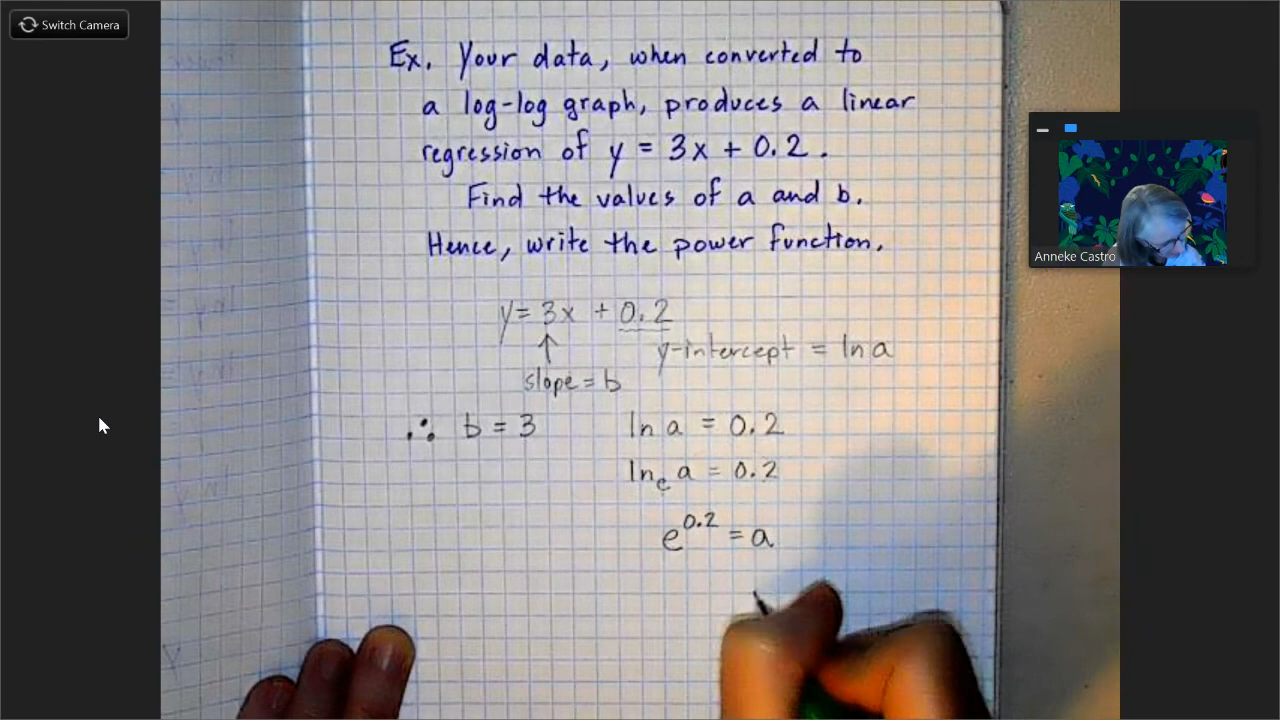 Switch Camera
Ex. Your data, when converted to
a log-log graph, produces a linear
regression of y = 3x + 0.2.
Find the values of a and b.
Hence, write the power function.
Anneke Castro
y = 3x + 0.2
y-intercept = ln a
slope = b
∴ b = 3 ln a = 0.2
lnₑ a = 0.2
e^0.2 = a